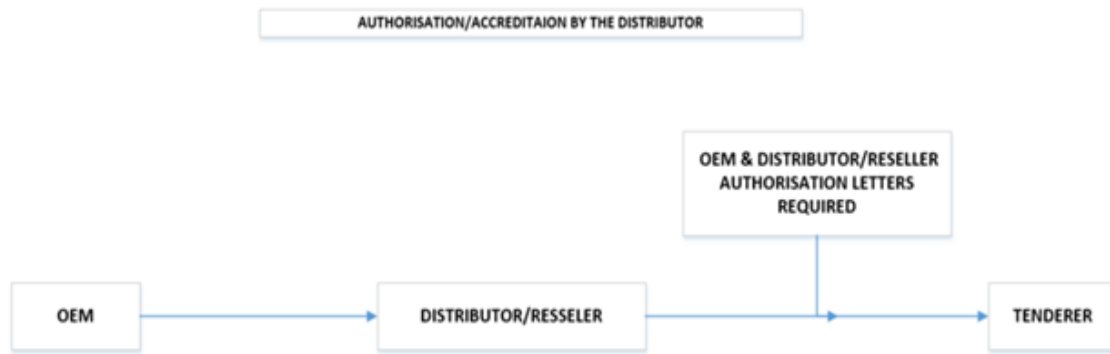 AUTHORISATION/ACCREDITAION BY THE DISTRIBUTOR
OEM & DISTRIBUTOR/RESELLER
AUTHORISATION LETTERS
REQUIRED
OEM
DISTRIBUTOR/RESSELER
TENDERER